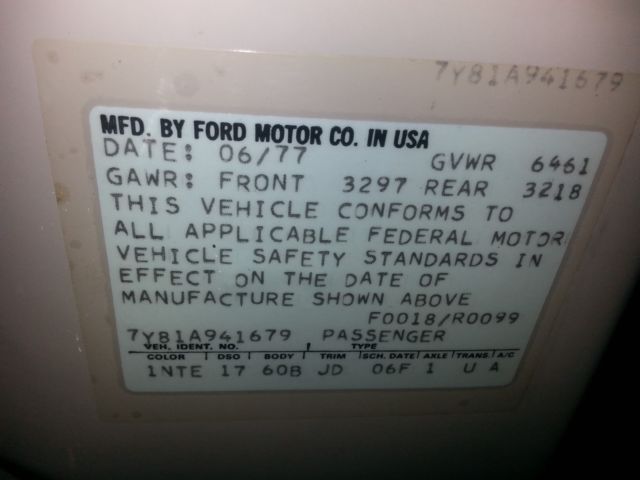 7Y81A941679
MFD. BY FORD MOTOR CO. IN USA
DATE: 06/77 GVWR 6461
GAWR: FRONT 3297 REAR 3218
THIS VEHICLE CONFORMS TO
ALL APPLICABLE FEDERAL MOTOR
VEHICLE SAFETY STANDARDS IN
EFFECT ON THE DATE OF
MANUFACTURE SHOWN ABOVE
F0018/R0099
7Y81A941679 PASSENGER
VEH. IDENT. NO. TYPE
COLOR DSO BODY TRIM SCH. DATE AXLE TRANS. A/C
1NTE 17 60B JD 06F 1 U A